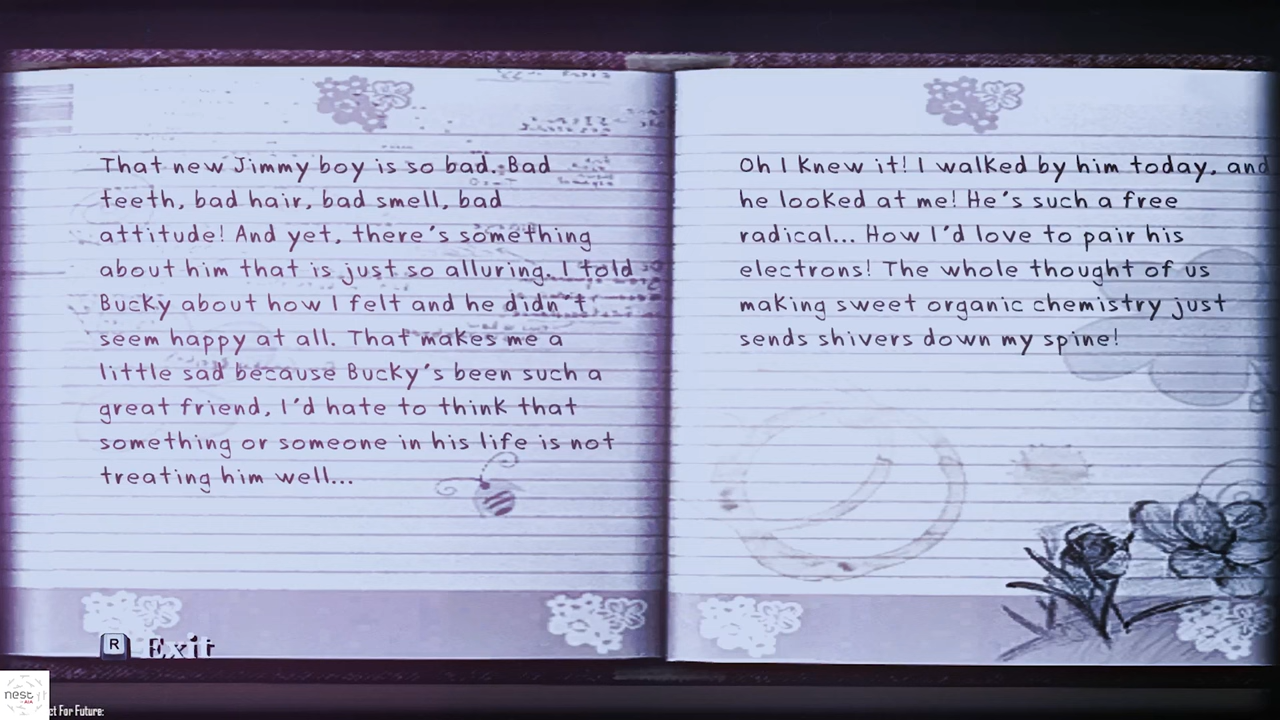 That new Jimmy boy is so bad. Bad
teeth, bad hair, bad smell, bad
attitude! And yet, there's something
about him that is just so alluring. I told
Bucky about how I felt and he didn't
seem happy at all. That makes me a
little sad because Bucky's been such a
great friend, I'd hate to think that
something or someone in his life is not
treating him well...
Oh I knew it! I walked by him today, and
he looked at me! He's such a free
radical... How I'd love to pair his
electrons! The whole thought of us
making sweet organic chemistry just
sends shivers down my spine!
R Exit
nest
ct For Future: